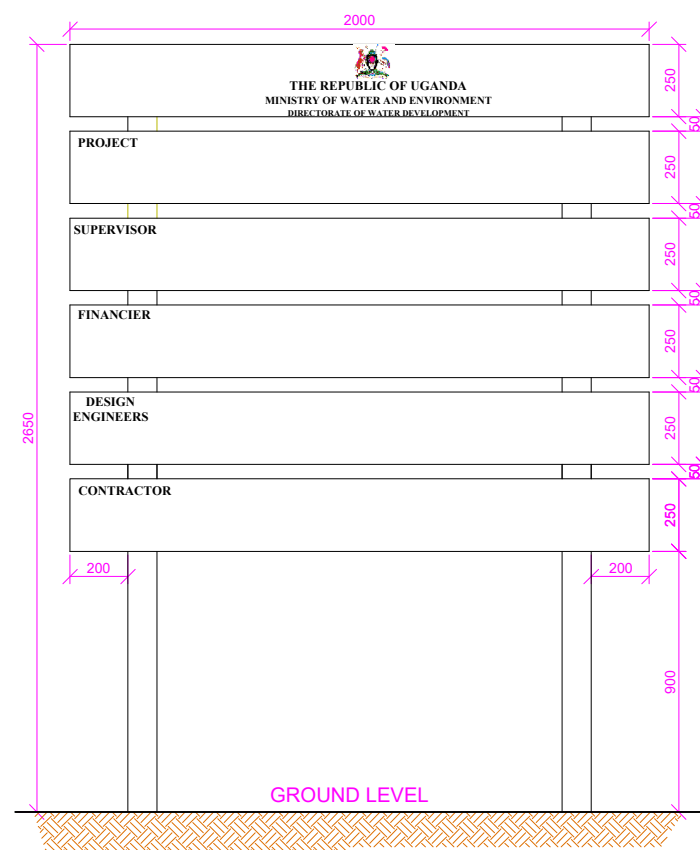 2000
THE REPUBLIC OF UGANDA
MINISTRY OF WATER AND ENVIRONMENT
DIRECTORATE OF WATER DEVELOPMENT
250
50
PROJECT
250
50
SUPERVISOR
250
50
FINANCIER
250
50
DESIGN
ENGINEERS
2650
250
50
CONTRACTOR
250
200
200
900
GROUND LEVEL